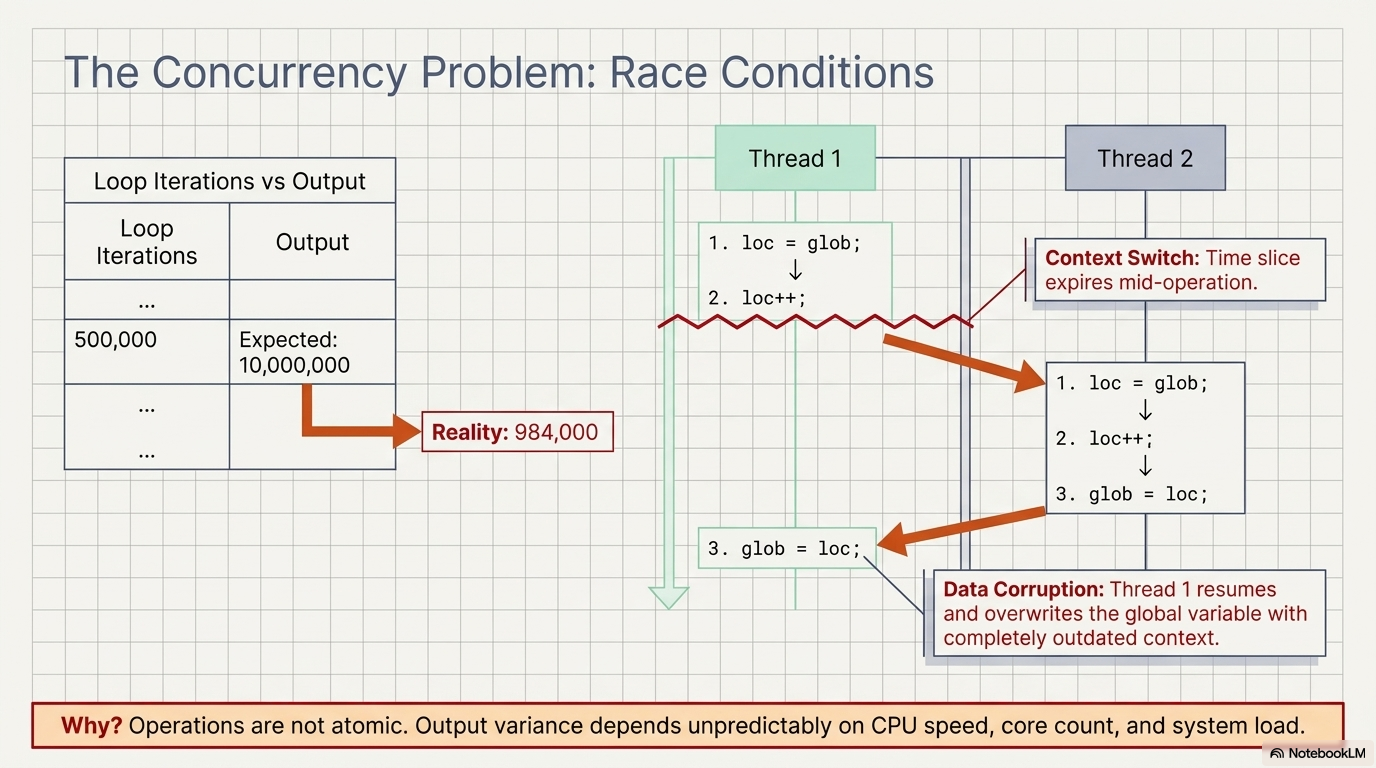 The Concurrency Problem: Race Conditions
Loop Iterations vs Output
Loop
Iterations
Output
...
500,000
Expected:
10,000,000
...
...
Reality: 984,000
Thread 1
Thread 2
1. loc = glob;
↓
2. loc++;
Context Switch: Time slice
expires mid-operation.
1. loc = glob;
↓
2. loc++;
↓
3. glob = loc;
3. glob = loc;
Data Corruption: Thread 1 resumes
and overwrites the global variable with
completely outdated context.
Why? Operations are not atomic. Output variance depends unpredictably on CPU speed, core count, and system load.
NotebookLM